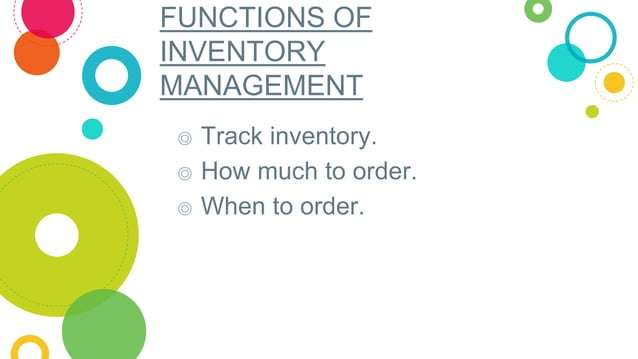 FUNCTIONS OF
INVENTORY
MANAGEMENT
Track inventory.
How much to order.
When to order.